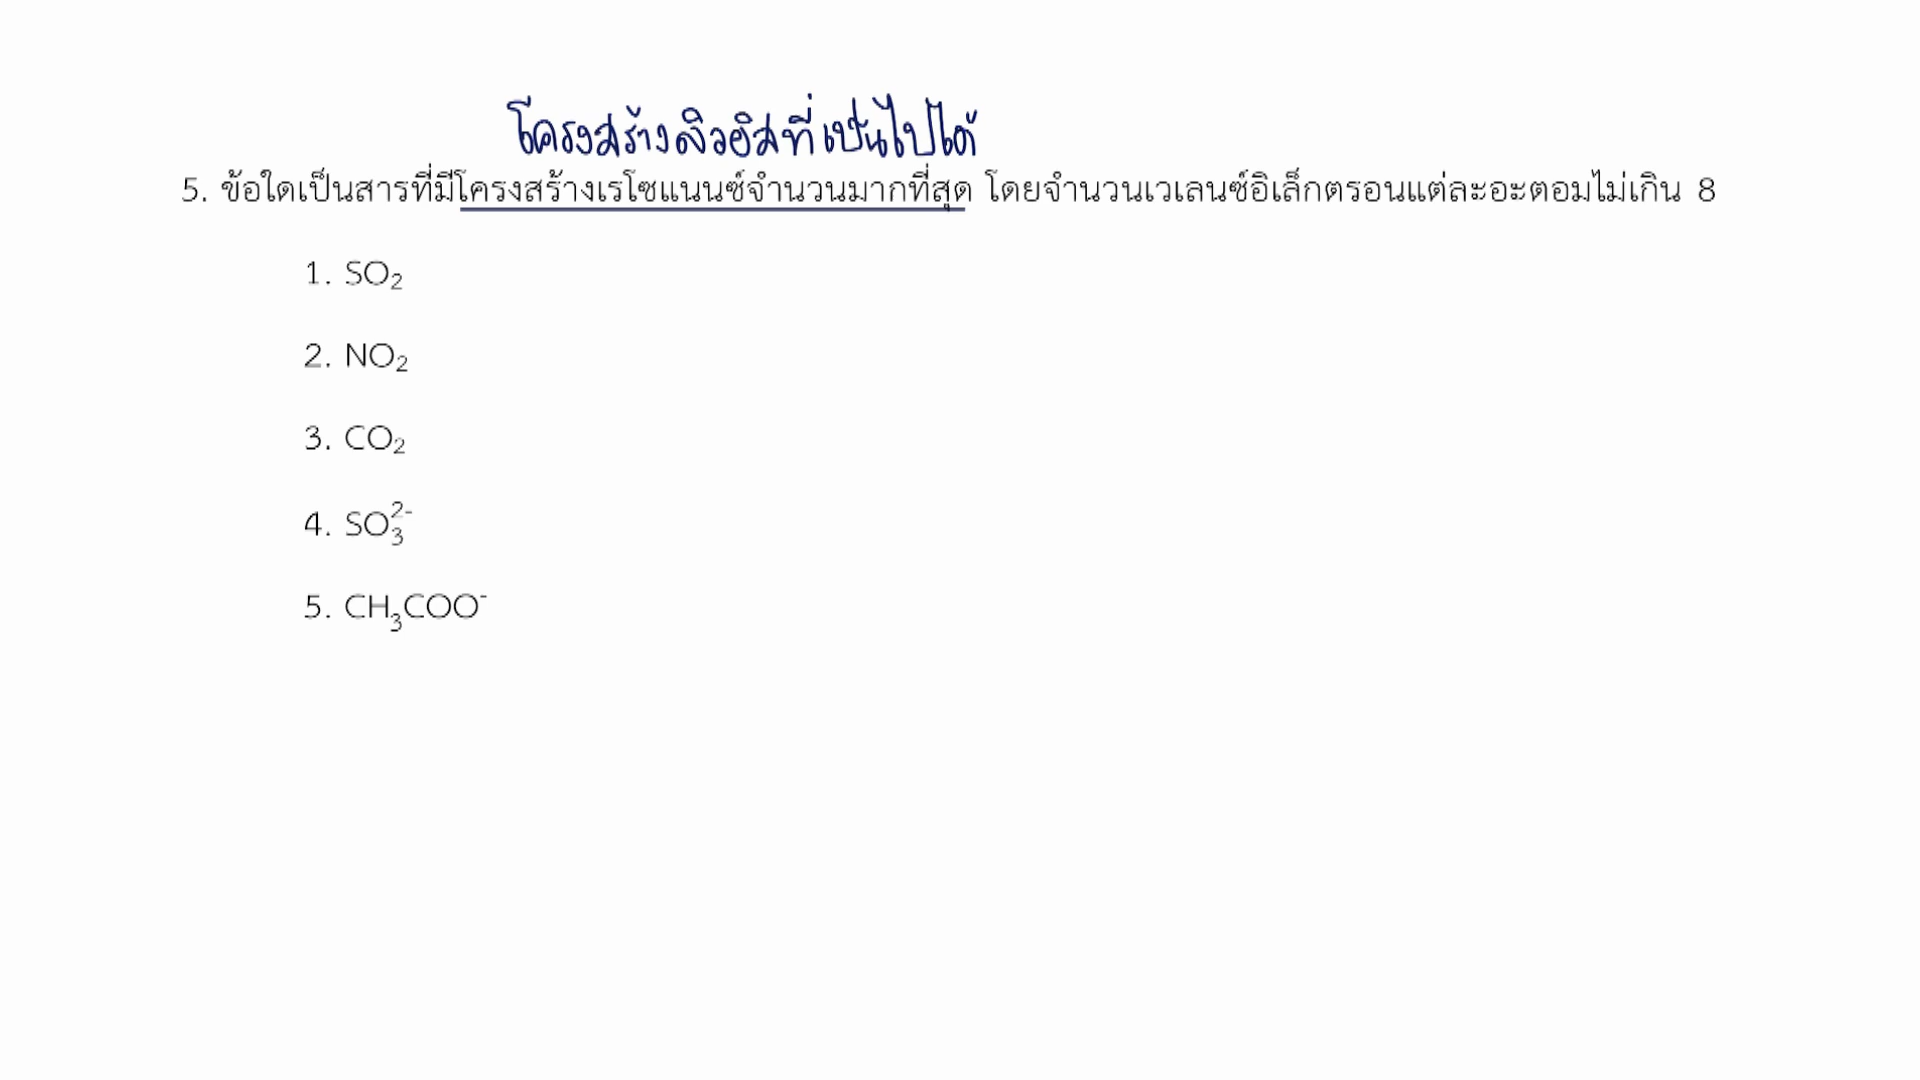 โครงสร้างลิวอิสที่เป็นไปได้
5. ข้อใดเป็นสารที่มีโครงสร้างเรโซแนนซ์จำนวนมากที่สุด โดยจำนวนเวเลนซ์อิเล็กตรอนแต่ละอะตอมไม่เกิน 8
1. SO₂
2. NO₂
3. CO₂
4. SO₃²⁻
5. CH₃COO⁻